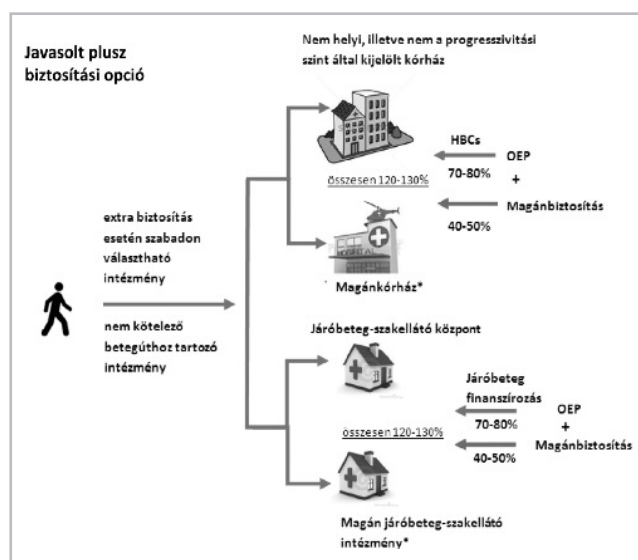 Javasolt plusz
biztosítási opció
Nem helyi, illetve nem a progresszivitási
szint által kijelölt kórház
HBCs
OEP
70-80%
+
összesen 120-130%
Magánbiztosítás
40-50%
HOSPITAL
Magánkórház*
extra biztosítás
esetén szabadon
választható
intézmény
nem kötelező
betegúthoz tartozó
intézmény
Járóbeteg-szakellátó központ
Járóbeteg
finanszírozás
OEP
70-80%
+
összesen 120-130%
Magánbiztosítás
40-50%
Magán járóbeteg-szakellátó
intézmény*